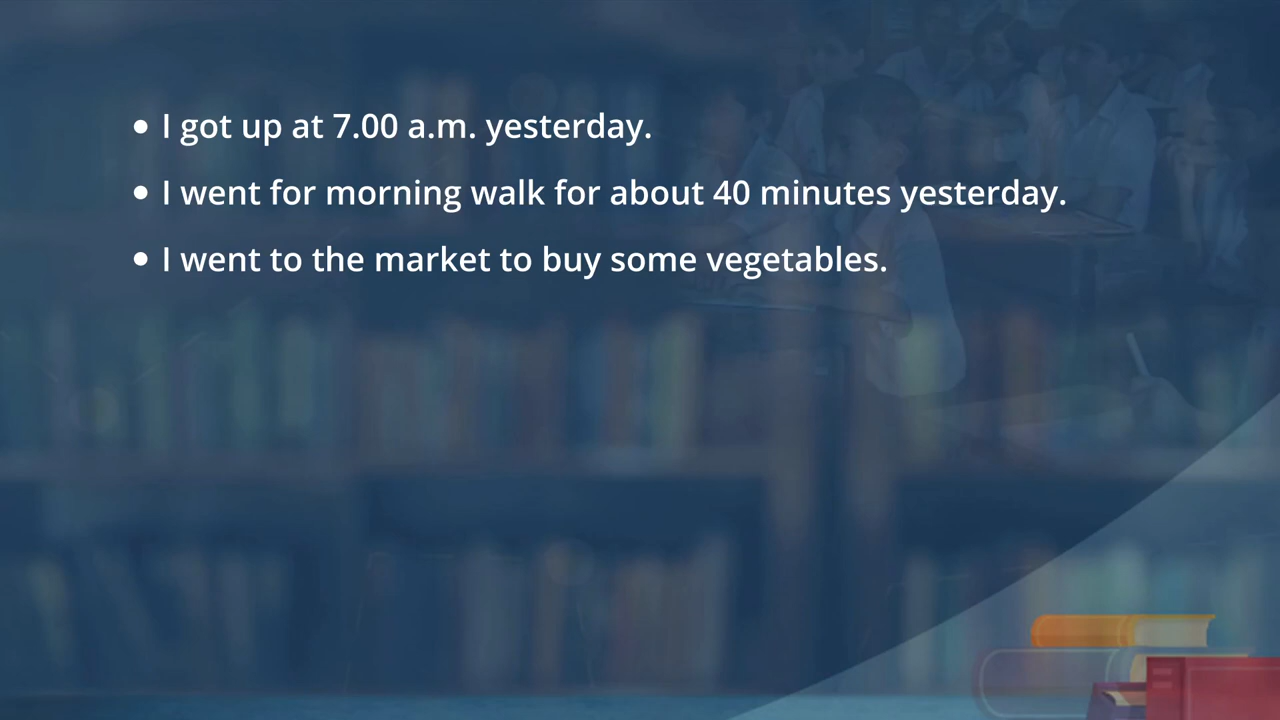 • I got up at 7.00 a.m. yesterday.
• I went for morning walk for about 40 minutes yesterday.
• I went to the market to buy some vegetables.